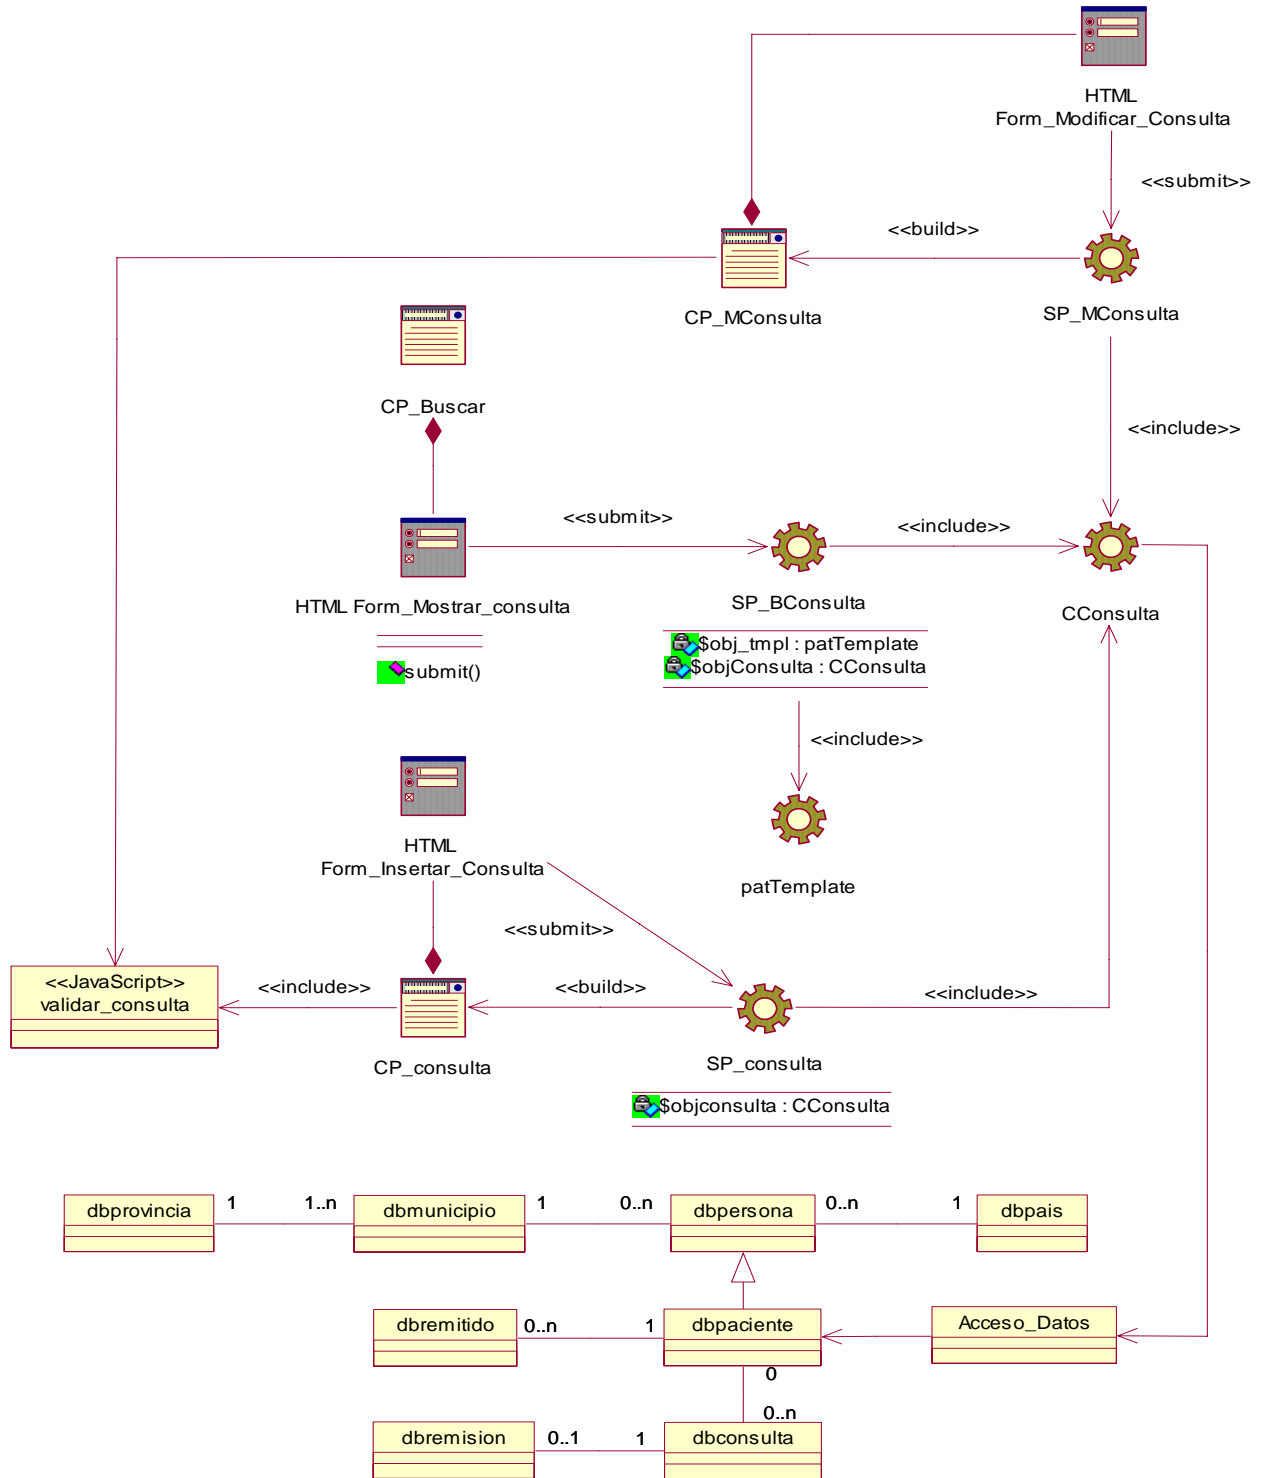 HTML
Form_Modificar_Consulta
<<submit>>
<<build>>
CP_MConsulta
SP_MConsulta
CP_Buscar
<<include>>
<<submit>>
<<include>>
HTML Form_Mostrar_consulta
SP_BConsulta
CConsulta
submit()
$obj_tmpl : patTemplate
$objConsulta : CConsulta
<<include>>
HTML
Form_Insertar_Consulta
patTemplate
<<submit>>
<<JavaScript>>
validar_consulta
<<include>>
<<build>>
<<include>>
CP_consulta
SP_consulta
$objconsulta : CConsulta
dbprovincia
1
1..n
dbmunicipio
1
0..n
dbpersona
0..n
1
dbpais
dbremitido
0..n
1
dbpaciente
Acceso_Datos
0
0..n
dbremision
0..1
1
dbconsulta